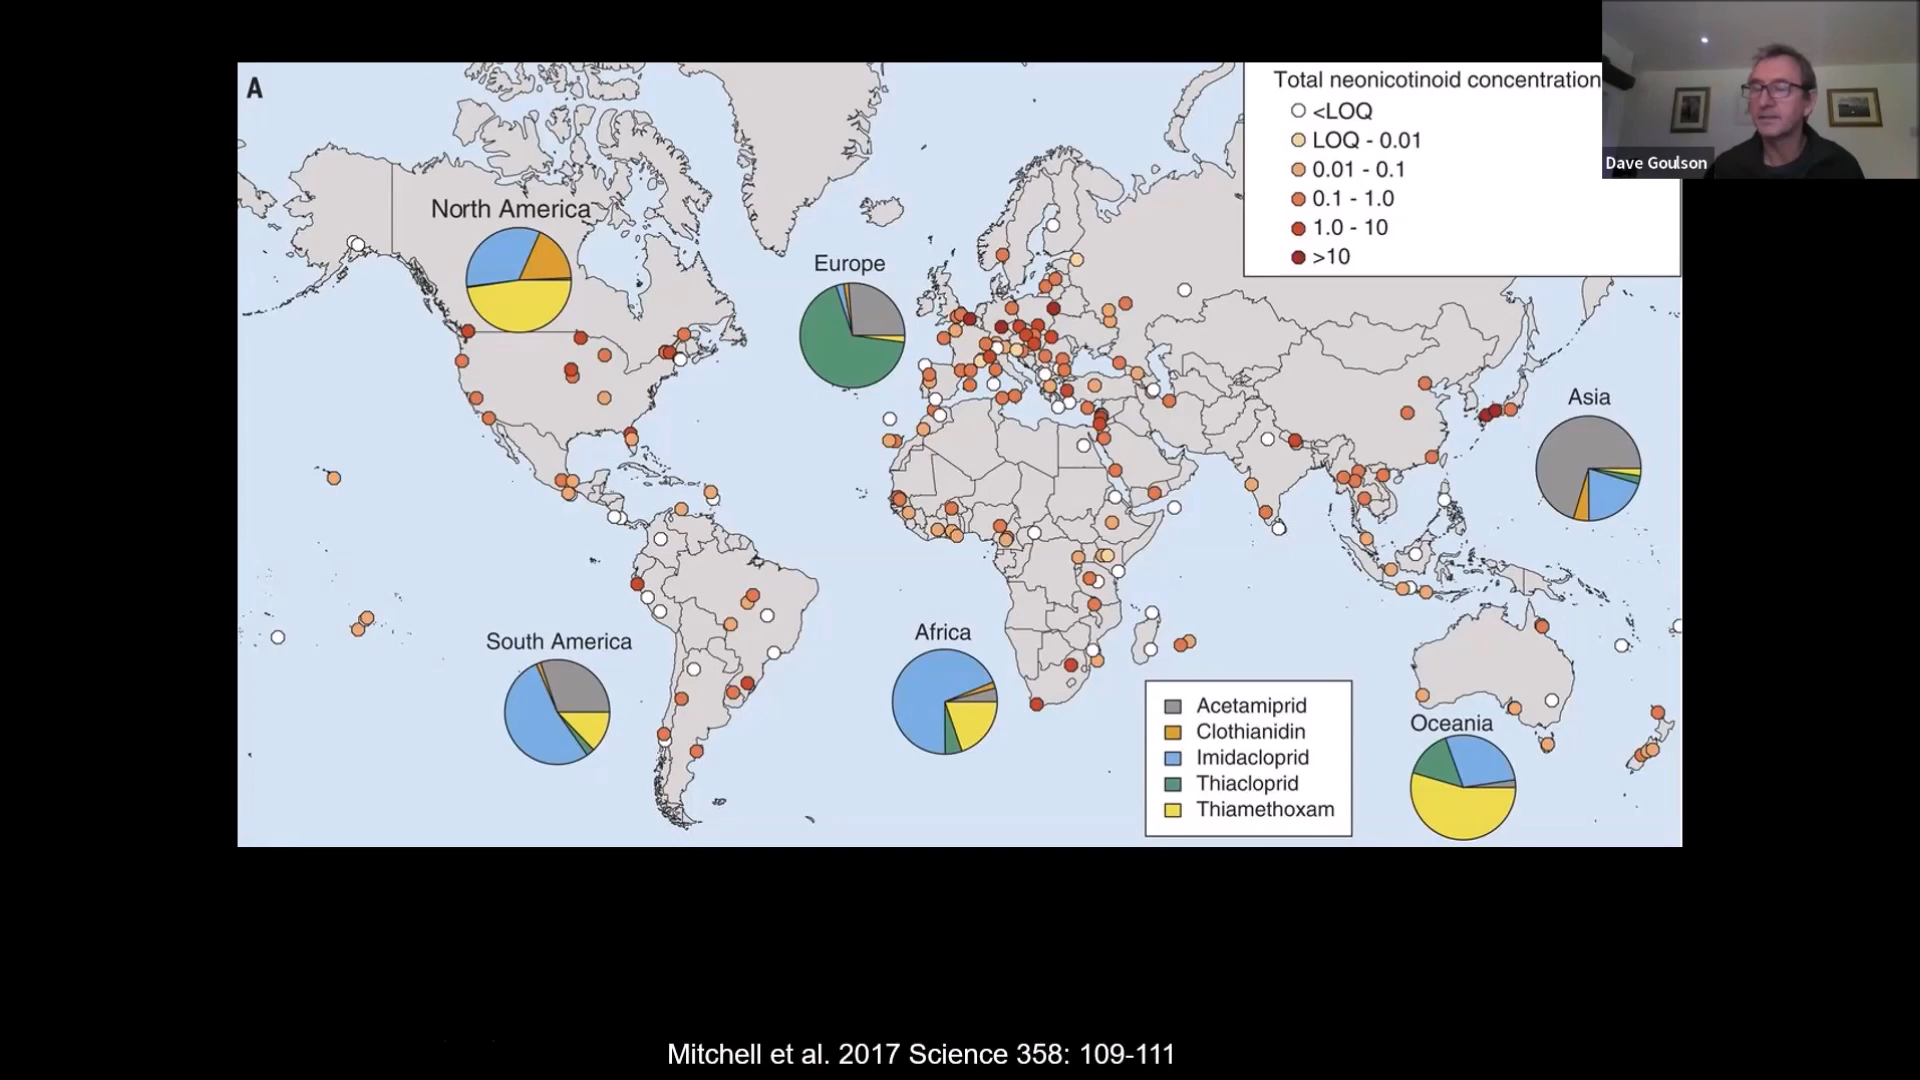 A
Total neonicotinoid concentration
<LOQ
LOQ - 0.01
0.01 - 0.1
0.1 - 1.0
1.0 - 10
>10
Dave Goulson
North America
Europe
Asia
South America
Africa
Oceania
Acetamiprid
Clothianidin
Imidacloprid
Thiacloprid
Thiamethoxam
Mitchell et al. 2017 Science 358: 109-111